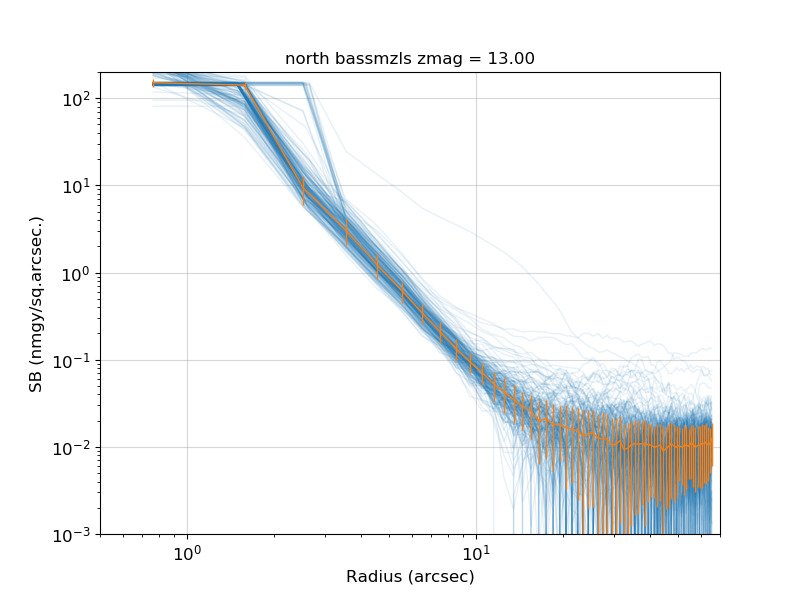 north bassmzls zmag = 13.00
SB (nmgy/sq.arcsec.)
10²
10¹
10⁰
10⁻¹
10⁻²
10⁻³
10⁰ 10¹
Radius (arcsec)